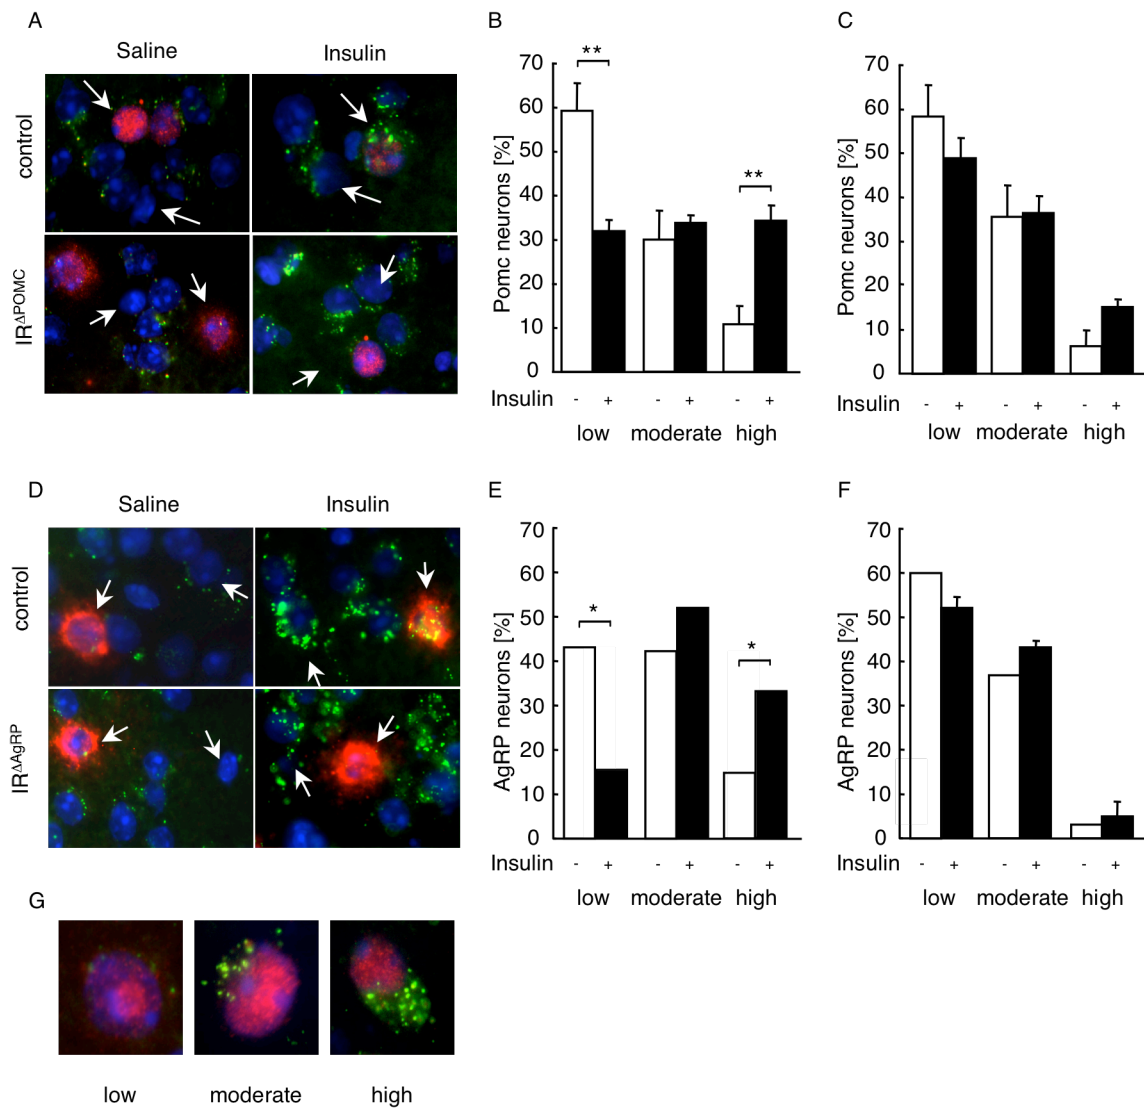 A
Saline Insulin
control
IR^ΔPOMC
B
Pomc neurons [%]
70
60
50
40
30
20
10
0
** **
Insulin - + - + - +
low moderate high
C
Pomc neurons [%]
70
60
50
40
30
20
10
0
Insulin - + - + - +
low moderate high
D
Saline Insulin
control
IR^ΔAgRP
E
AgRP neurons [%]
70
60
50
40
30
20
10
0
* *
Insulin - + - + - +
low moderate high
F
AgRP neurons [%]
70
60
50
40
30
20
10
0
Insulin - + - + - +
low moderate high
G
low moderate high